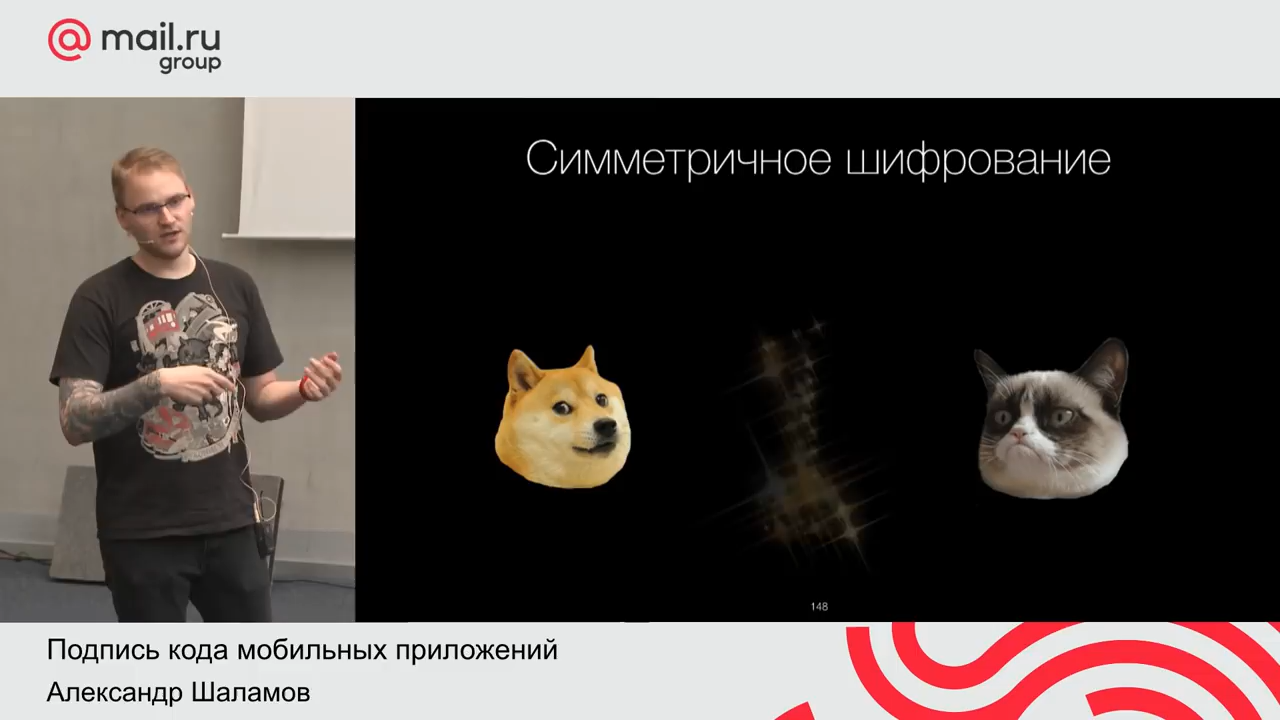 @ mail.ru
group
Симметричное шифрование
148
Подпись кода мобильных приложений
Александр Шаламов